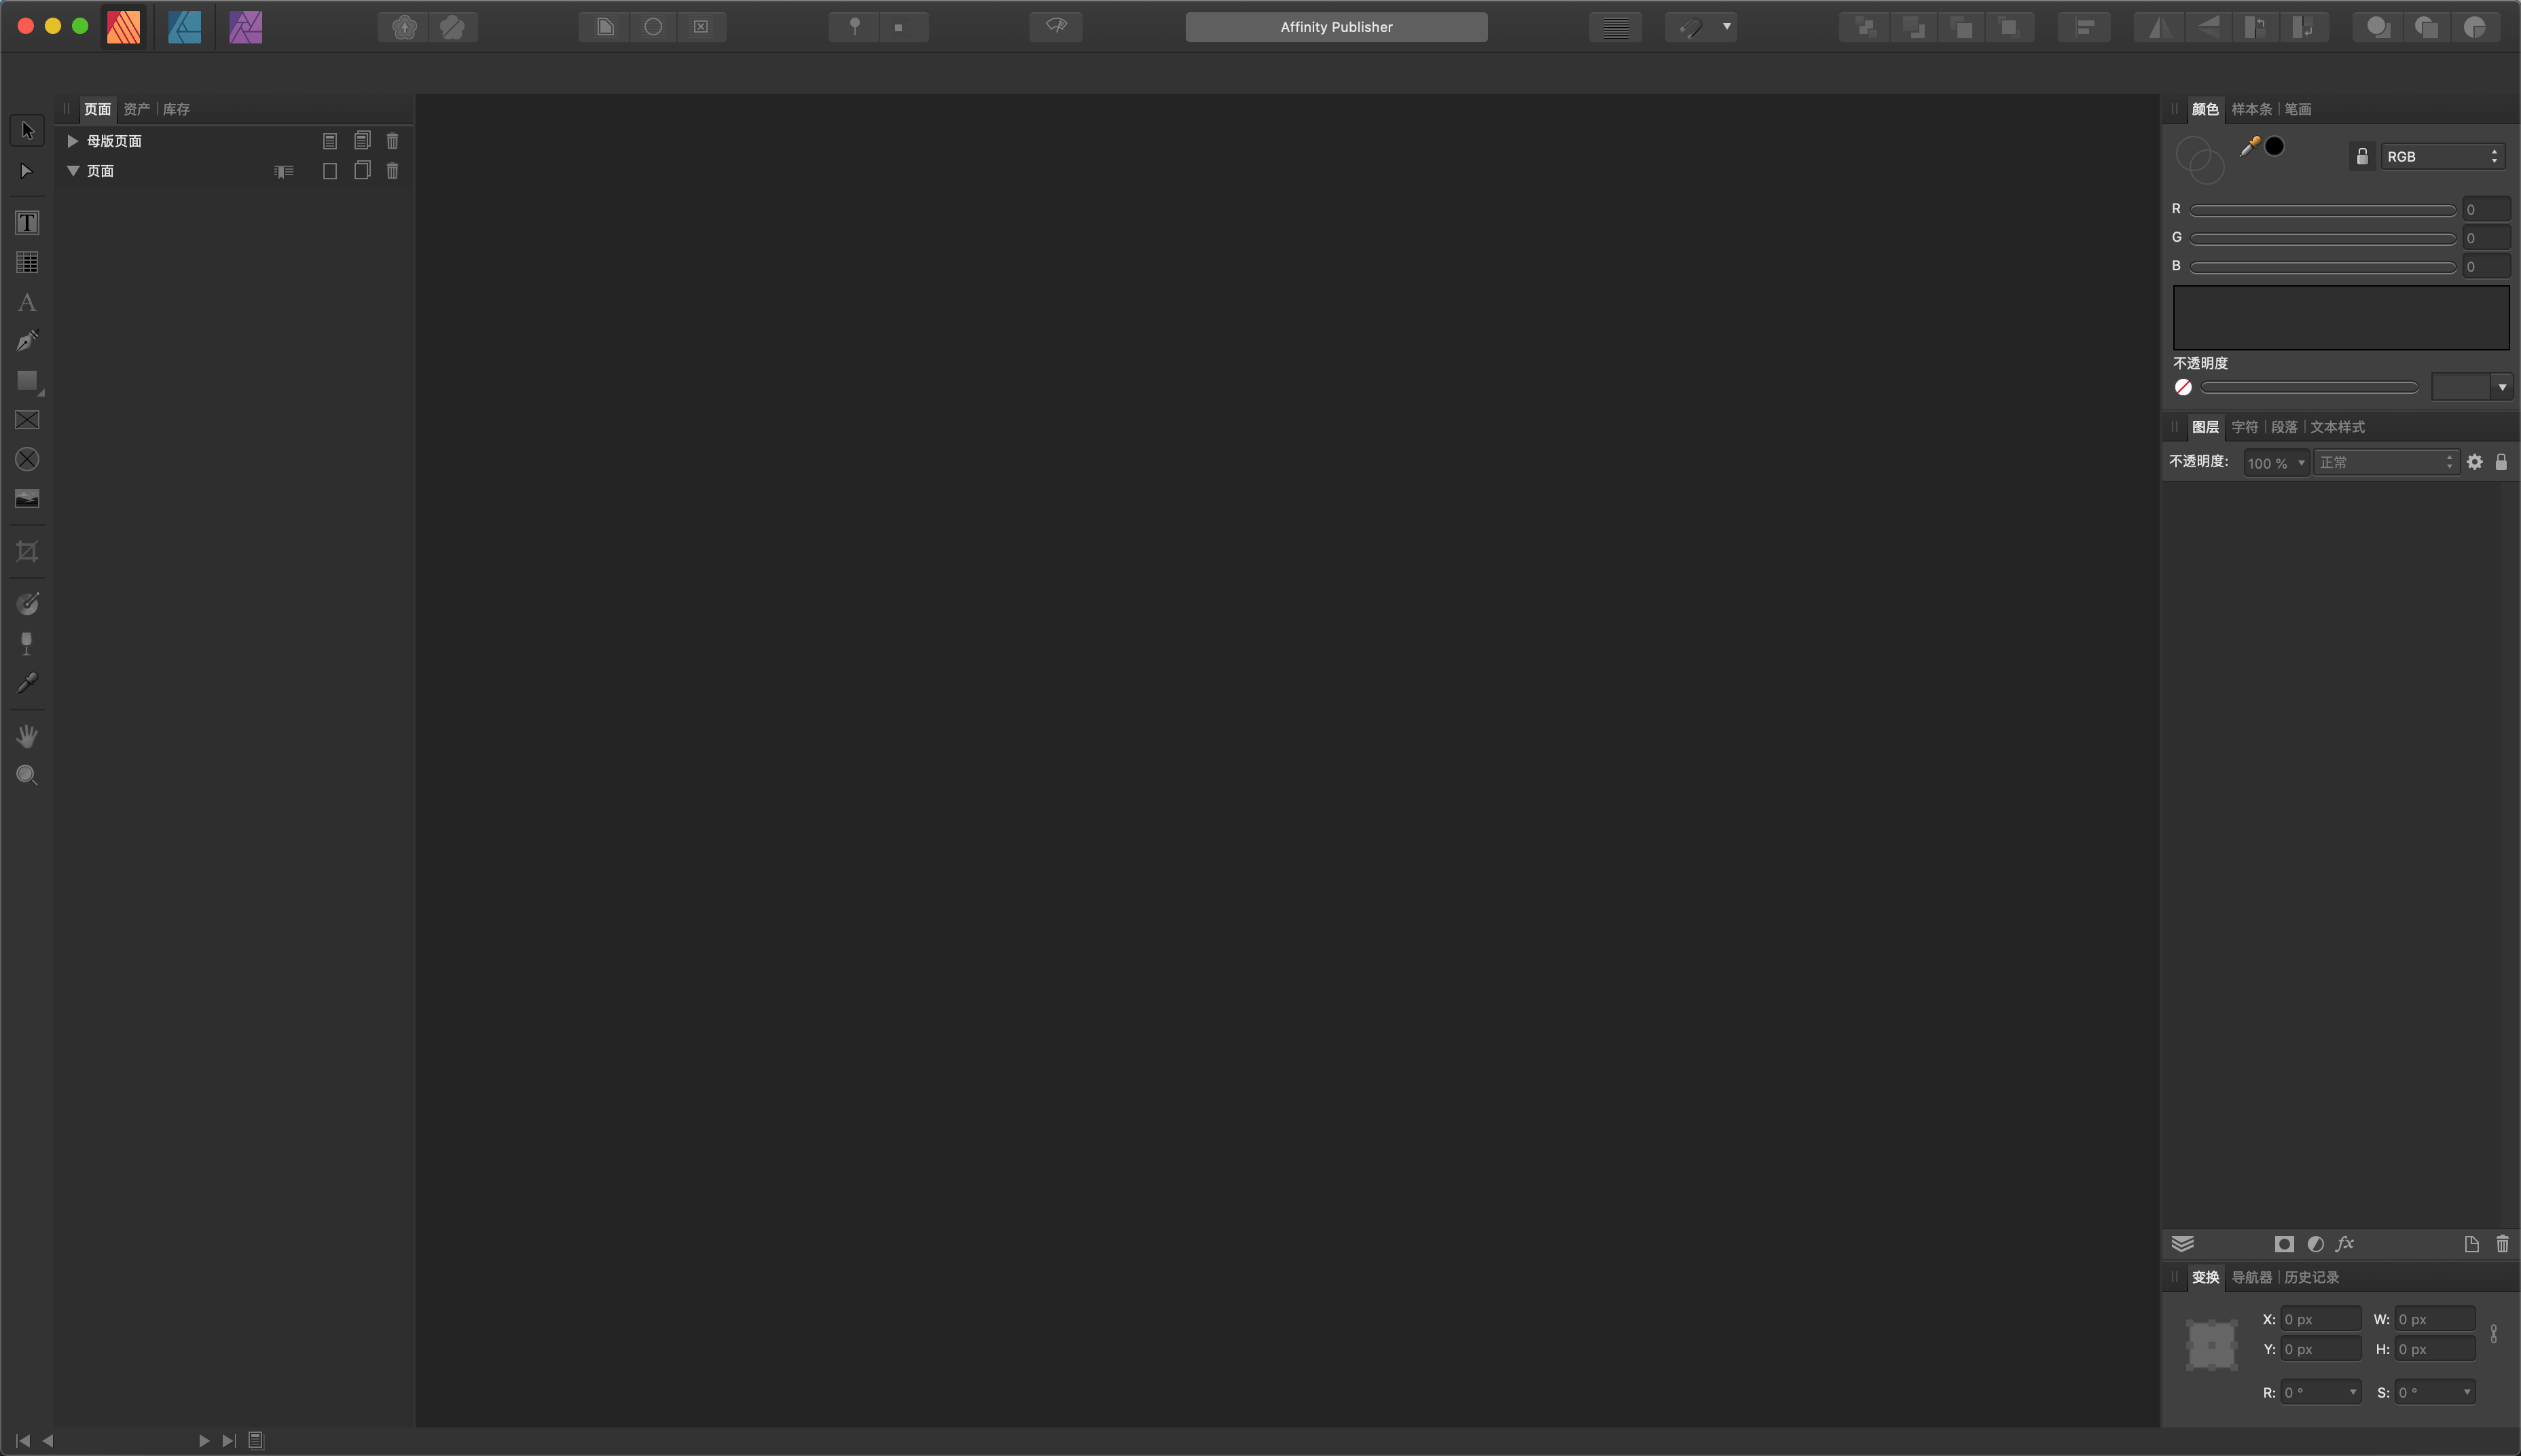 Affinity Publisher
页面 资产 库存
母版页面
页面
T
A
颜色 样本条 笔画
RGB
R 0
G 0
B 0
不透明度
图层 字符 段落 文本样式
不透明度: 100 % 正常
fx
变换 导航器 历史记录
X: 0 px W: 0 px
Y: 0 px H: 0 px
R: 0 ° S: 0 °